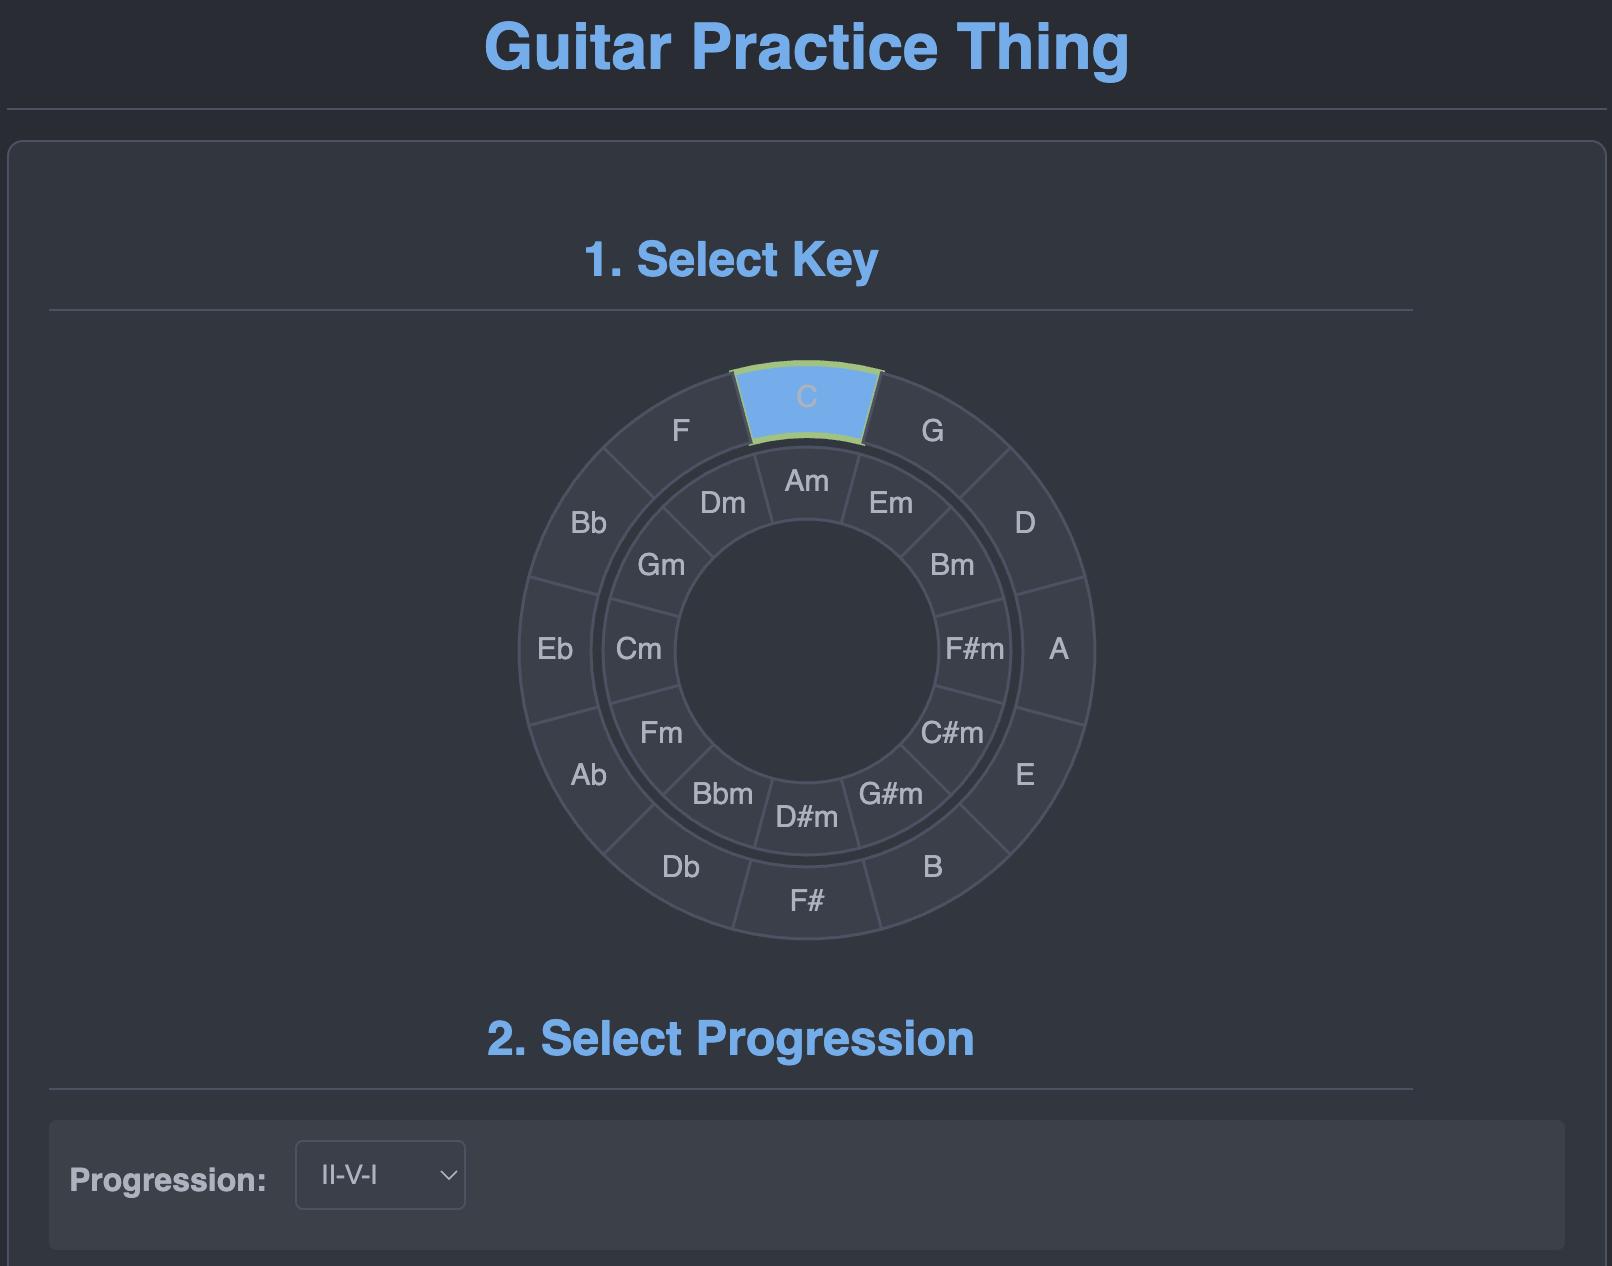 Guitar Practice Thing
1. Select Key
C
F
G
Am
Dm
Em
Bb
D
Gm
Bm
Eb
Cm
F#m
A
Fm
C#m
Ab
E
Bbm
G#m
D#m
Db
B
F#
2. Select Progression
Progression: II-V-I